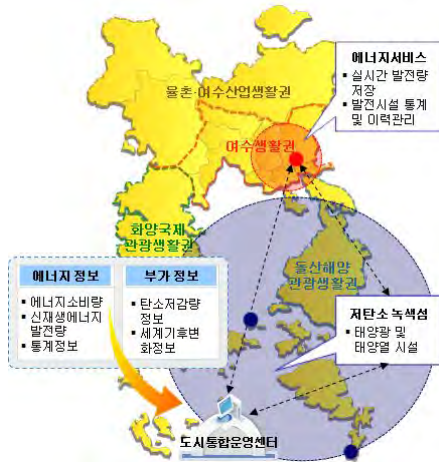 에너지서비스
▪ 실시간 발전량
저장
▪ 발전시설 통계
및 이력관리
율촌·여수산업생활권
여수생활권
화양국제
관광생활권
돌산해양
관광생활권
에너지 정보
▪ 에너지소비량
▪ 신재생에너지
발전량
▪ 통계정보
부가 정보
▪ 탄소저감량
정보
▪ 세계기후변
화정보
저탄소 녹색섬
▪ 태양광 및
태양열 시설
도시통합운영센터